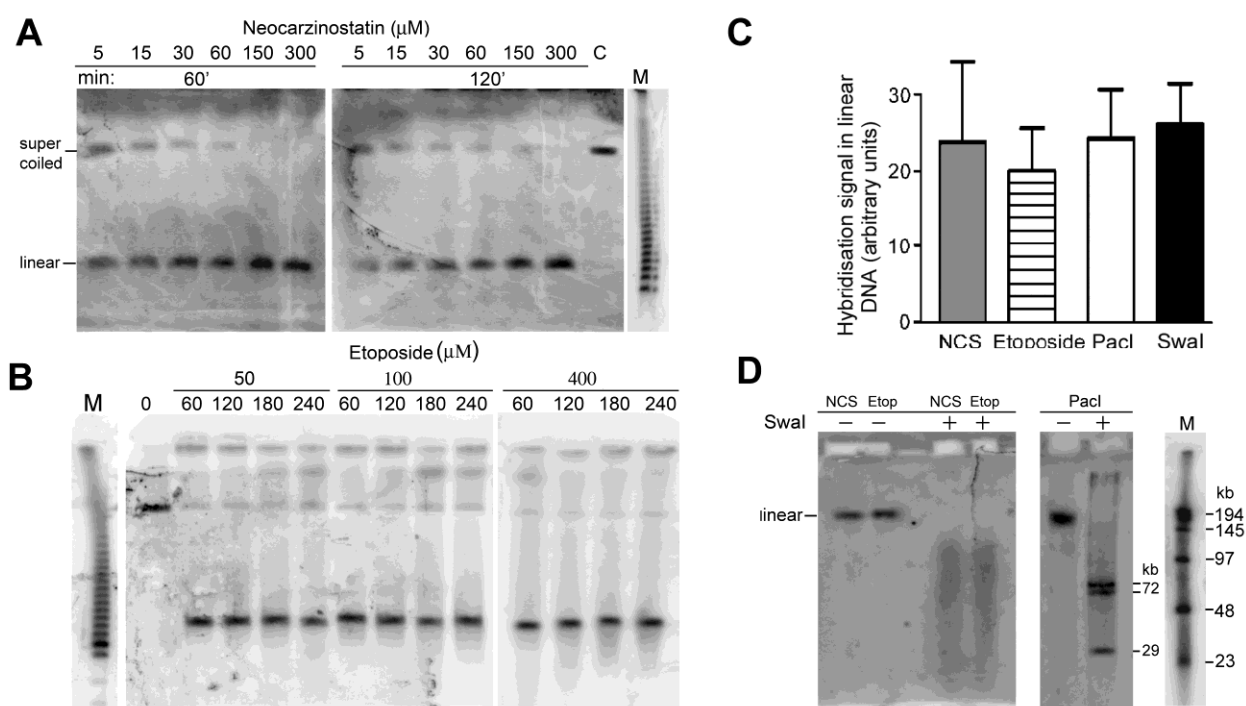 A
Neocarzinostatin (µM)
5 15 30 60 150 300 5 15 30 60 150 300 C
min: 60' 120' M
super
coiled
linear
B
Etoposide (µM)
50 100 400
M 0 60 120 180 240 60 120 180 240 60 120 180 240
C
Hybridisation signal in linear
DNA (arbitrary units)
30
20
10
0
NCS Etoposide PacI SwaI
D
NCS Etop NCS Etop PacI
SwaI − − + + − + M
linear
kb
194
145
97
48
23
kb
72
29